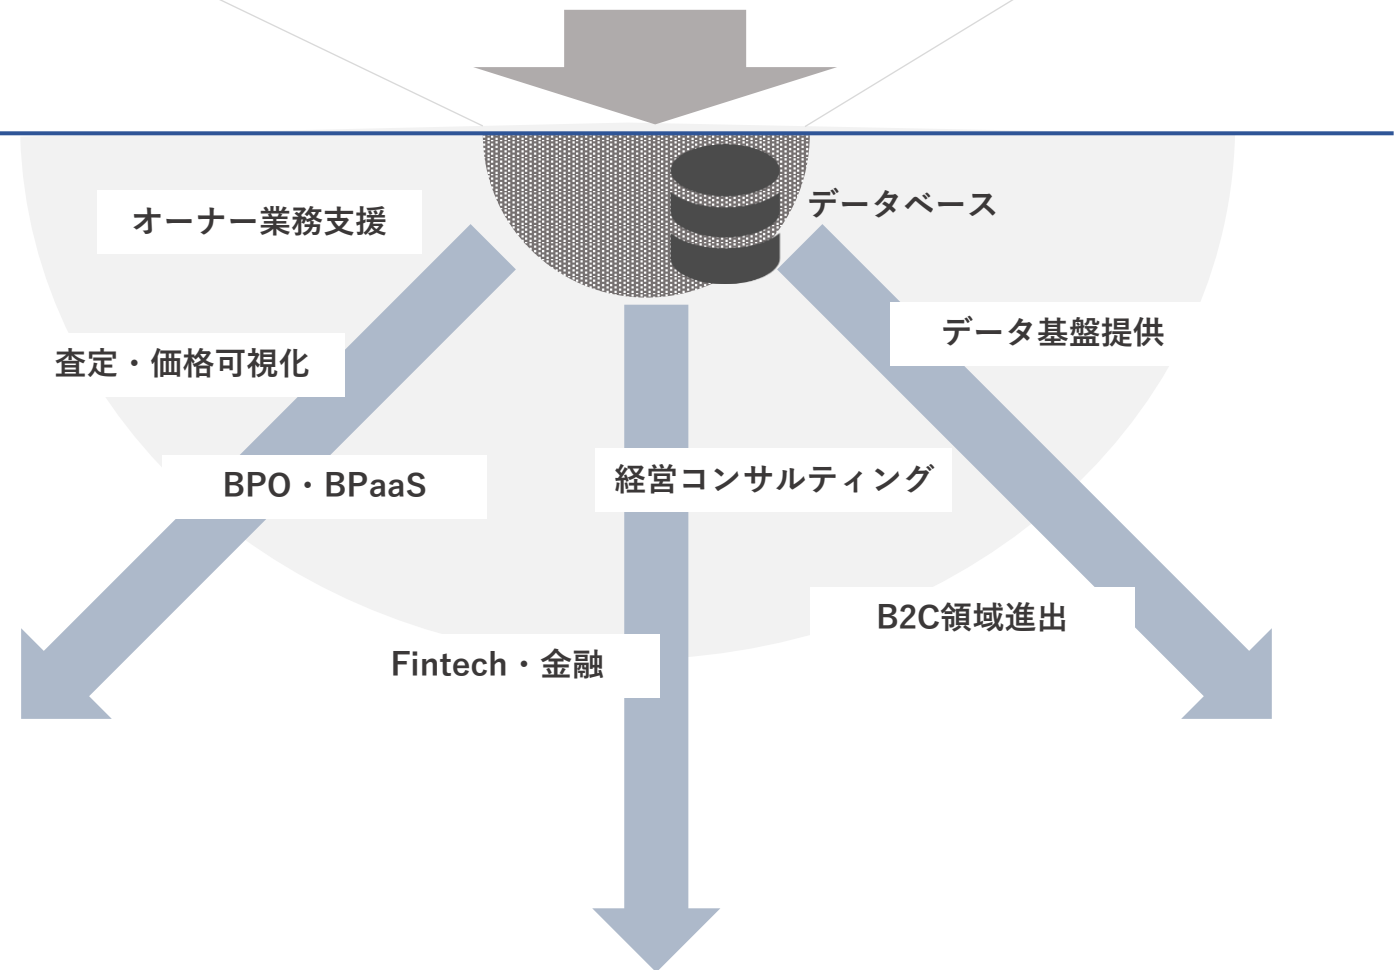 データベース
オーナー業務支援
データ基盤提供
査定・価格可視化
BPO・BPaaS
経営コンサルティング
B2C領域進出
Fintech・金融